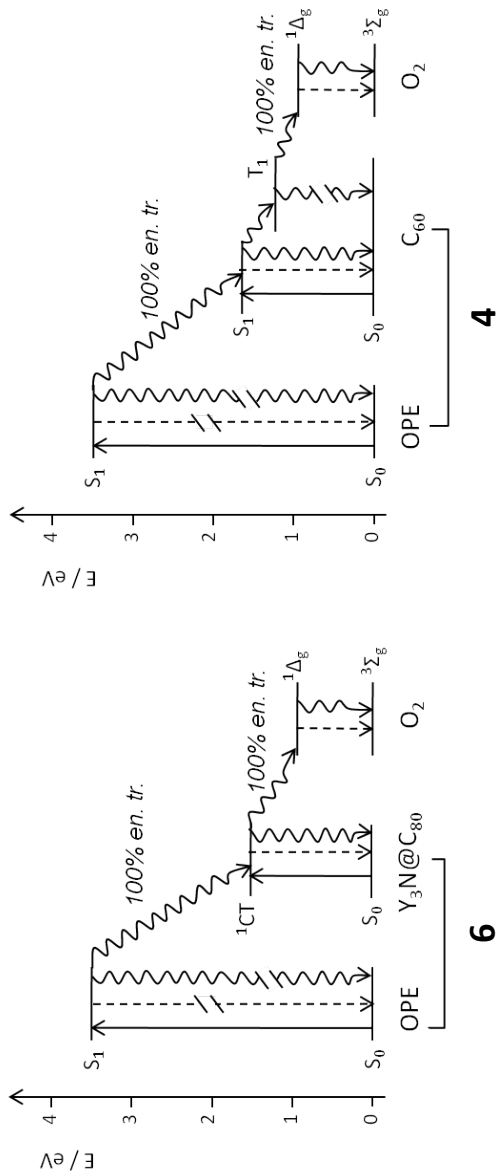 E / eV
4
3
2
1
0
S₁
S₀
OPE
100% en. tr.
¹CT
S₀
Y₃N@C₈₀
100% en. tr.
¹Δg
³Σg
O₂
6
E / eV
4
3
2
1
0
S₁
S₀
OPE
100% en. tr.
S₁
S₀
T₁
C₆₀
100% en. tr.
¹Δg
³Σg
O₂
4